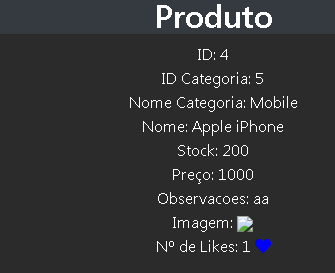 Produto
ID: 4
ID Categoria: 5
Nome Categoria: Mobile
Nome: Apple iPhone
Stock: 200
Preço: 1000
Observacoes: aa
Imagem:
Nº de Likes: 1